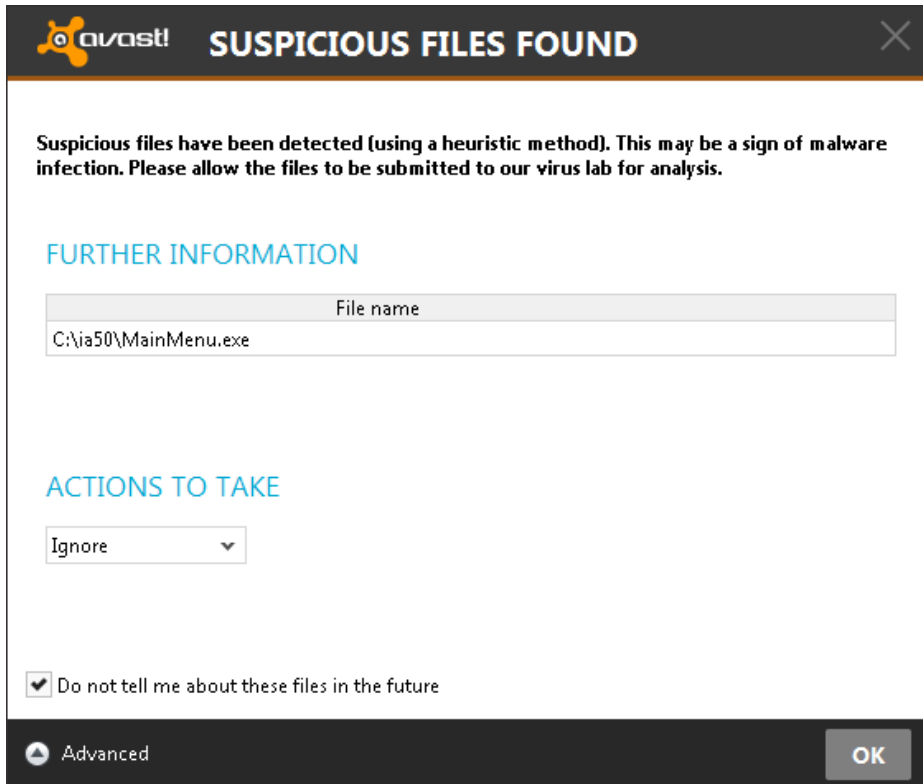 avast! SUSPICIOUS FILES FOUND
Suspicious files have been detected (using a heuristic method). This may be a sign of malware
infection. Please allow the files to be submitted to our virus lab for analysis.
FURTHER INFORMATION
File name
C:\ia50\MainMenu.exe
ACTIONS TO TAKE
Ignore
Do not tell me about these files in the future
Advanced
OK